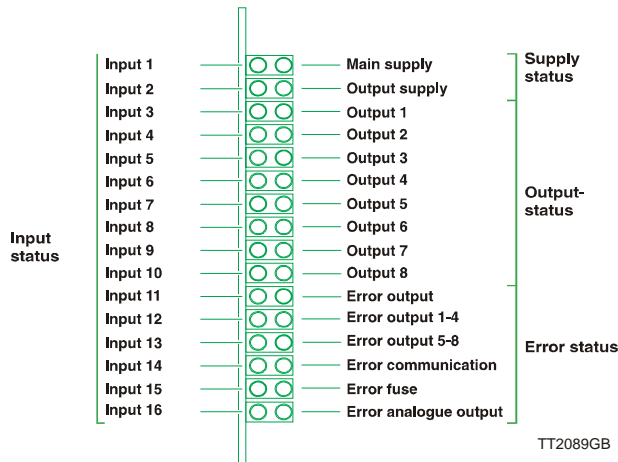 Input 1 Main supply
Input 2 Output supply
Input 3 Output 1
Input 4 Output 2
Input 5 Output 3
Input 6 Output 4
Input 7 Output 5
Input 8 Output 6
Input 9 Output 7
Input 10 Output 8
Input 11 Error output
Input 12 Error output 1-4
Input 13 Error output 5-8
Input 14 Error communication
Input 15 Error fuse
Input 16 Error analogue output
Input
status
Supply
status
Output-
status
Error status
TT2089GB